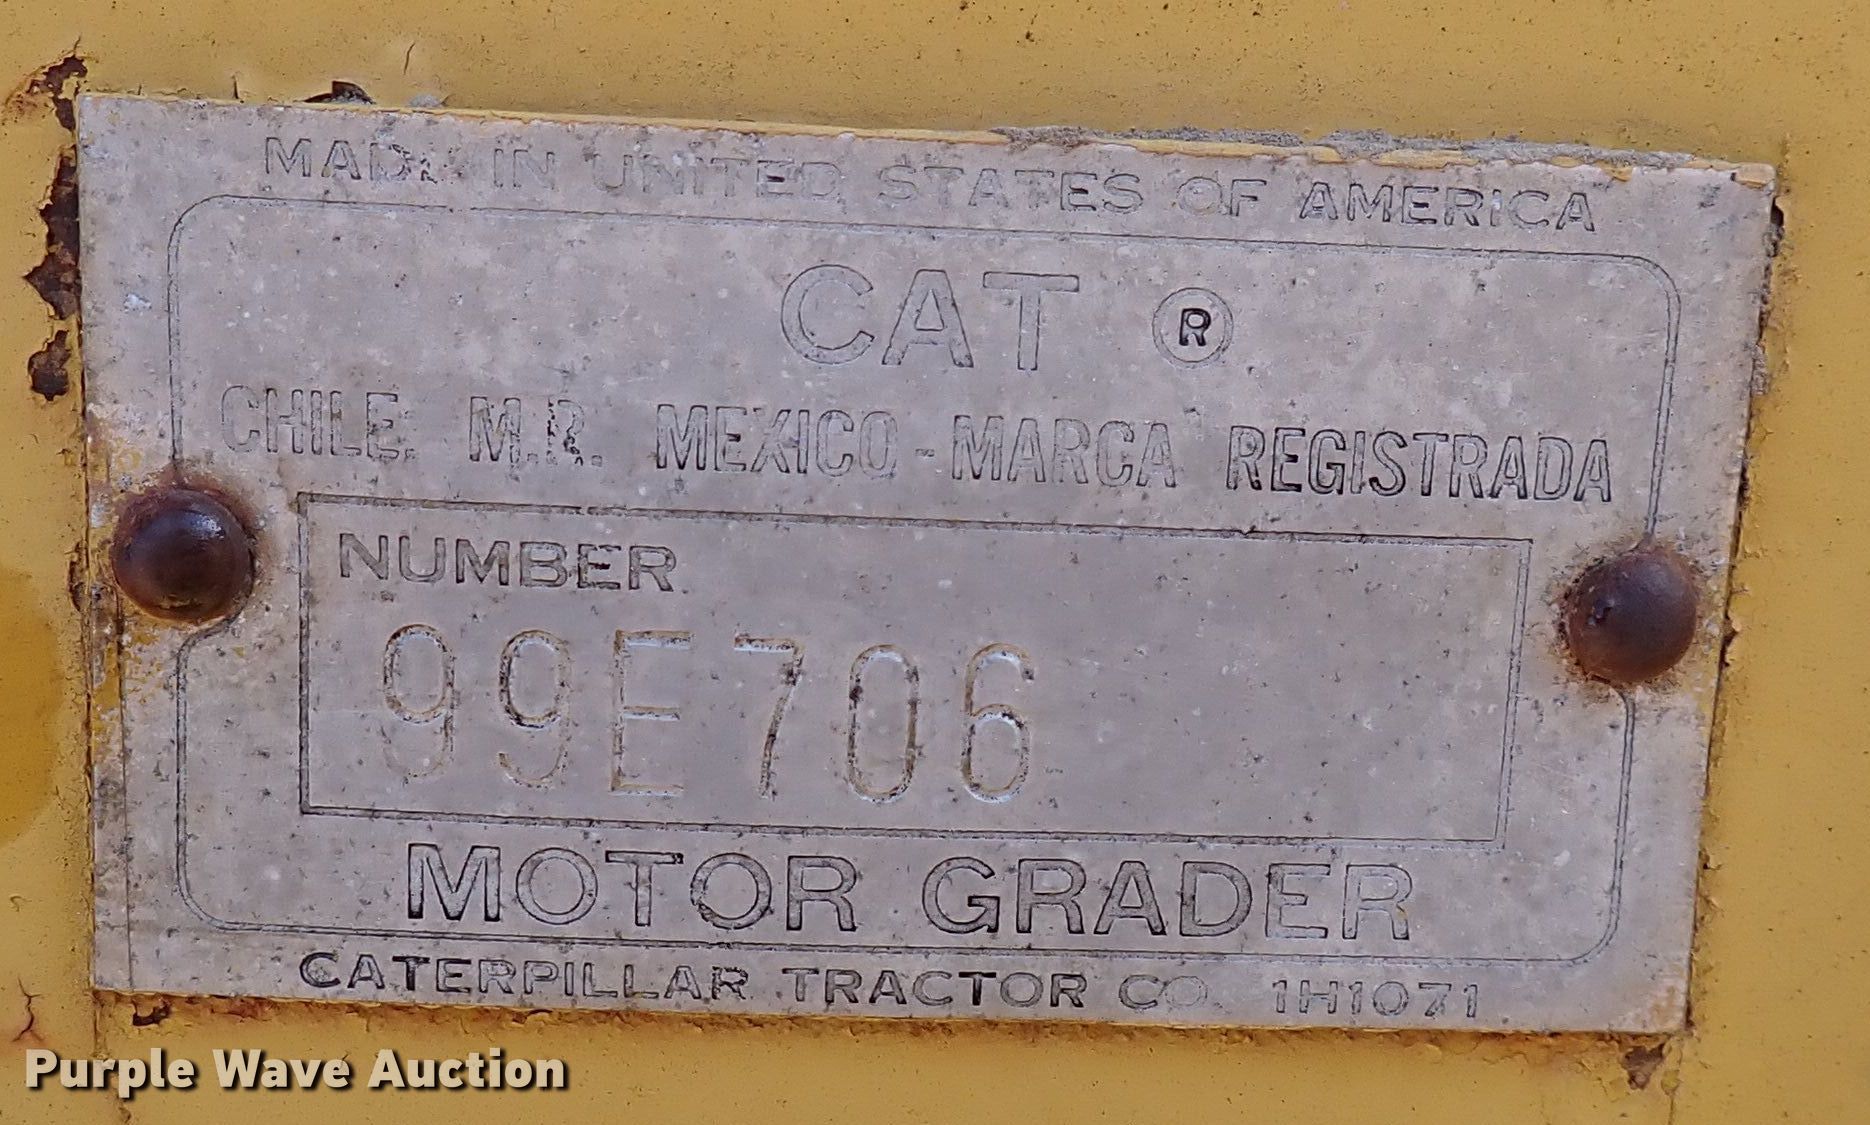 MADE IN UNITED STATES OF AMERICA
CAT ®
CHILE. M.R. MEXICO-MARCA REGISTRADA
NUMBER
99E706
MOTOR GRADER
CATERPILLAR TRACTOR CO. 1H1071
Purple Wave Auction